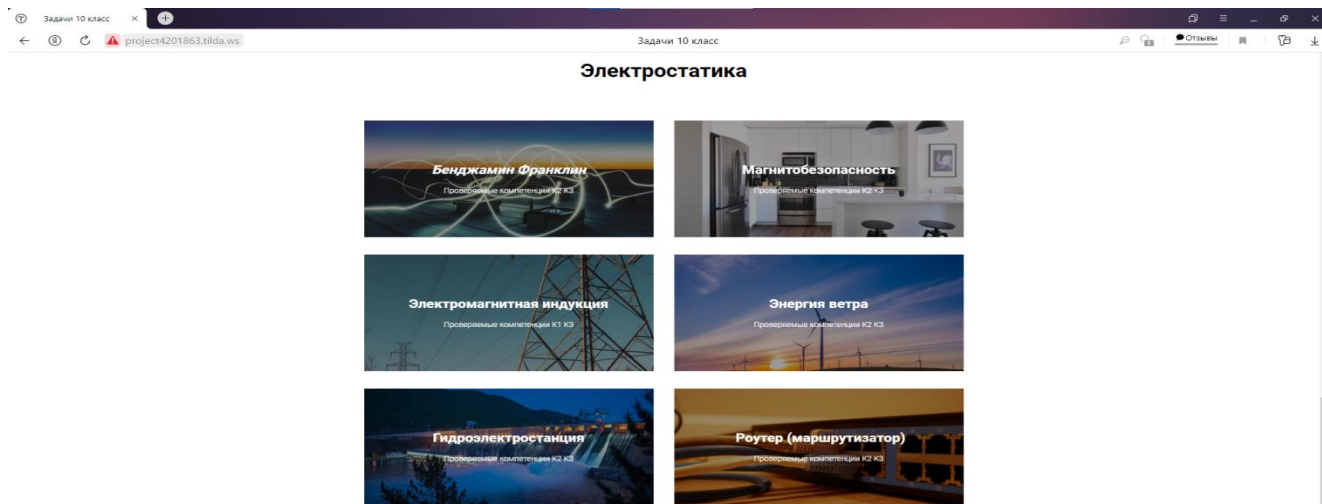 Задачи 10 класс
project4201863.tilda.ws
Задачи 10 класс
Отзывы
Электростатика
Бенджамин Франклин
Проверяемые компетенции К2 К3
Магнитобезопасность
Проверяемые компетенции К2 К3
Электромагнитная индукция
Проверяемые компетенции К1 К3
Энергия ветра
Проверяемые компетенции К2 К3
Гидроэлектростанция
Проверяемые компетенции К2 К3
Роутер (маршрутизатор)
Проверяемые компетенции К2 К3